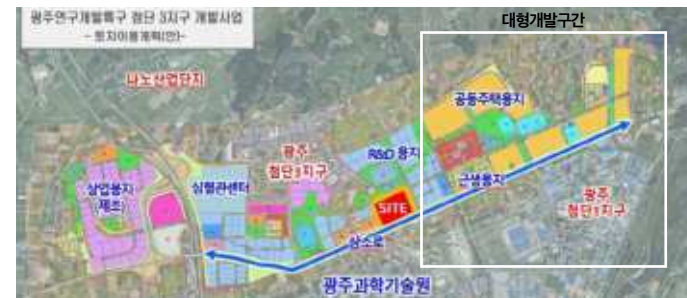 광주연구개발특구 첨단 3지구 개발사업
- 토지이용계획(안)-
대형개발구간
나노산업단지
공동주택용지
광주
첨단3지구
R&D 용지
상업용지
(제조)
심혈관센터
SITE
근생용지
광주
첨단1지구
삼소로
광주과학기술원